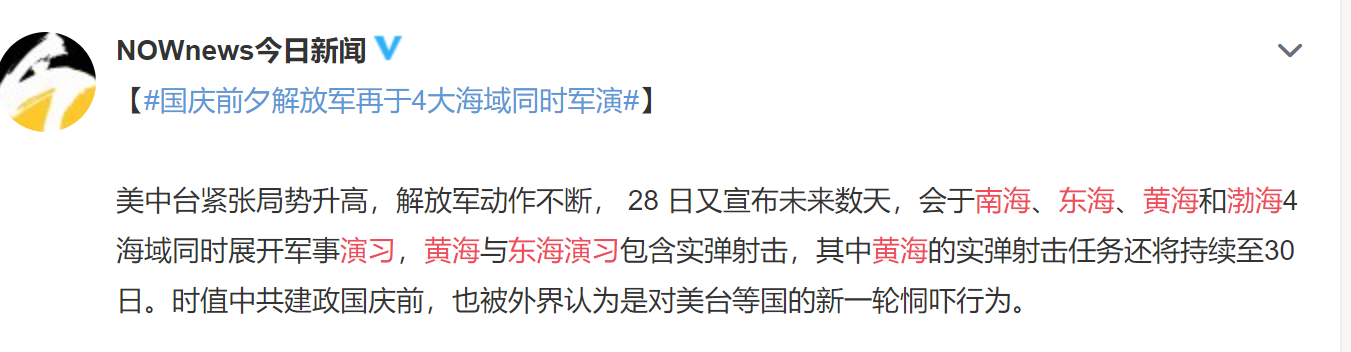 NOWnews今日新闻
【#国庆前夕解放军再于4大海域同时军演#】
美中台紧张局势升高，解放军动作不断， 28 日又宣布未来数天，会于南海、东海、黄海和渤海4
海域同时展开军事演习，黄海与东海演习包含实弹射击，其中黄海的实弹射击任务还将持续至30
日。时值中共建政国庆前，也被外界认为是对美台等国的新一轮恫吓行为。